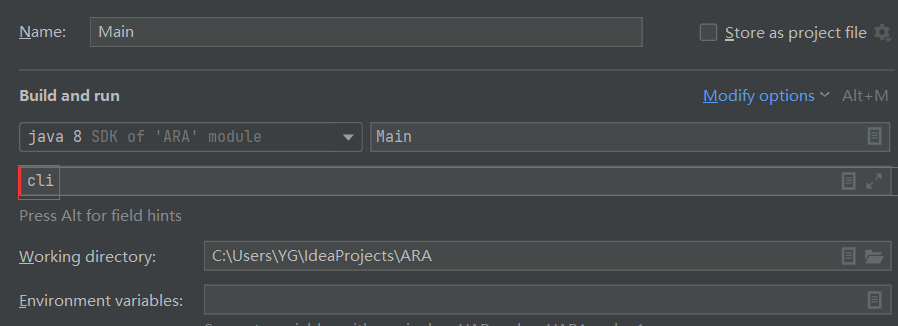 Name: Main Store as project file
Build and run Modify options Alt+M
java 8 SDK of 'ARA' module Main
cli
Press Alt for field hints
Working directory: C:\Users\YG\IdeaProjects\ARA
Environment variables: